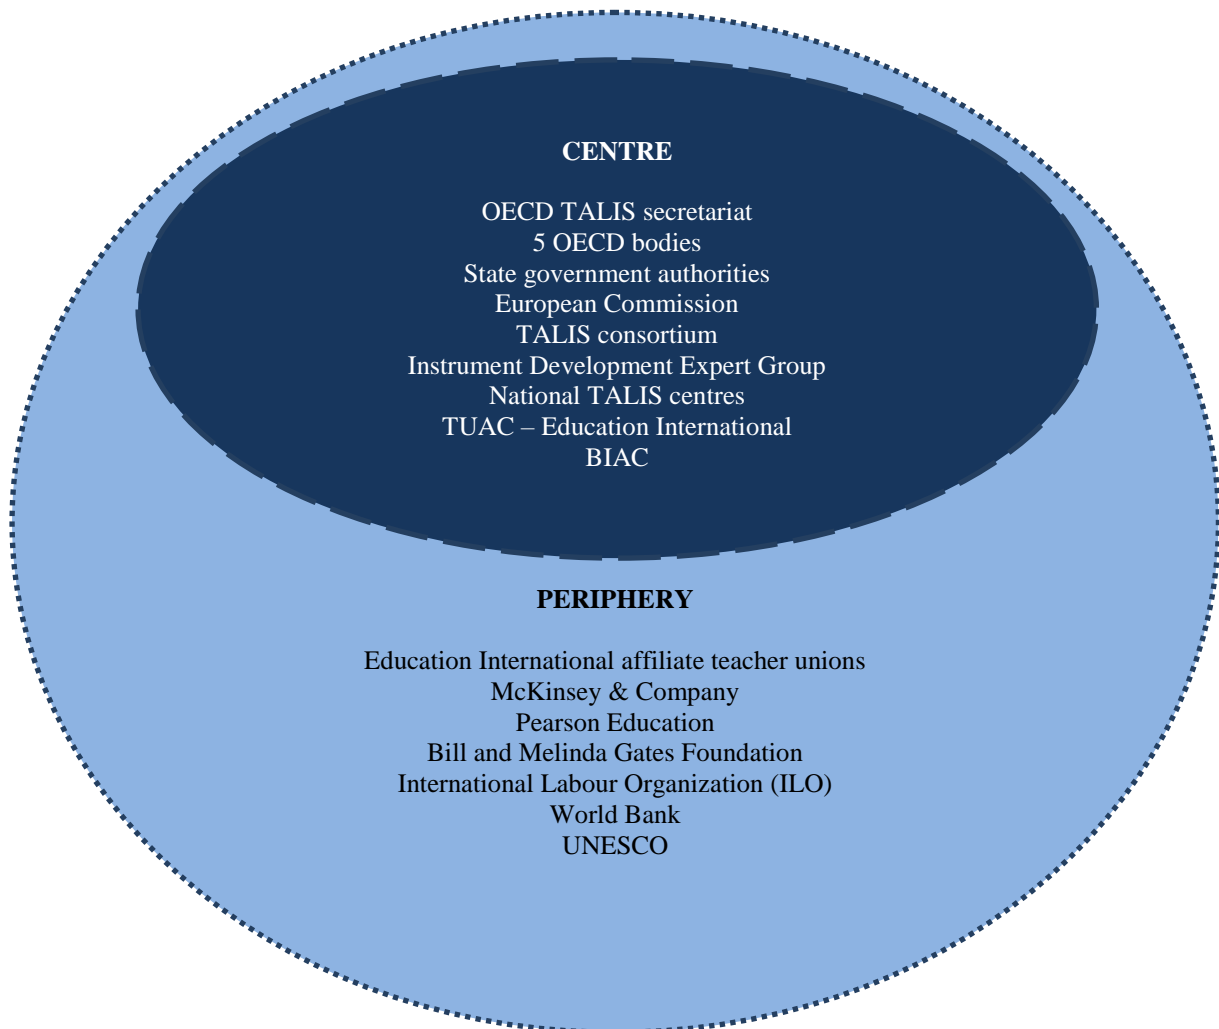 CENTRE
OECD TALIS secretariat
5 OECD bodies
State government authorities
European Commission
TALIS consortium
Instrument Development Expert Group
National TALIS centres
TUAC – Education International
BIAC
PERIPHERY
Education International affiliate teacher unions
McKinsey & Company
Pearson Education
Bill and Melinda Gates Foundation
International Labour Organization (ILO)
World Bank
UNESCO